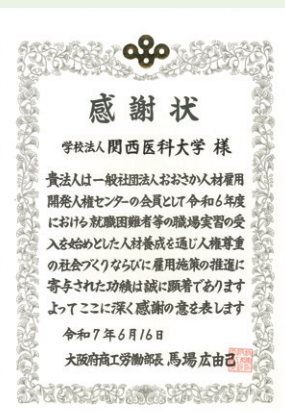 感謝状
学校法人 関西医科大学 様
貴法人は一般社団法人おおさか人材雇用
開発人権センターの会員として令和6年度
における就職困難者等の職場実習の受
入を始めとした人材養成を通じ人権尊重
の社会づくりならびに雇用施策の推進に
寄与された功績は誠に顕著であります
よってここに深く感謝の意を表します
令和7年6月16日
大阪府商工労働部長 馬場広由己